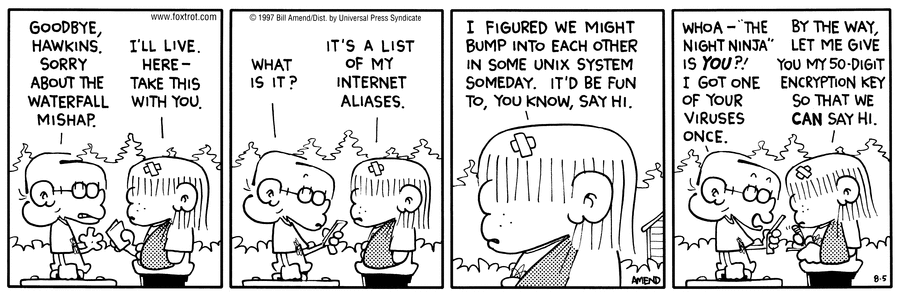 www.foxtrot.com
GOODBYE,
HAWKINS.
SORRY
ABOUT THE
WATERFALL
MISHAP.
I'LL LIVE.
HERE—
TAKE THIS
WITH YOU.
© 1997 Bill Amend/Dist. by Universal Press Syndicate
WHAT
IS IT?
IT'S A LIST
OF MY
INTERNET
ALIASES.
I FIGURED WE MIGHT
BUMP INTO EACH OTHER
IN SOME UNIX SYSTEM
SOMEDAY. IT'D BE FUN
TO, YOU KNOW, SAY HI.
AMEND
WHOA — "THE
NIGHT NINJA"
IS YOU?!
I GOT ONE
OF YOUR
VIRUSES
ONCE.
BY THE WAY,
LET ME GIVE
YOU MY 50-DIGIT
ENCRYPTION KEY
SO THAT WE
CAN SAY HI.
8-5